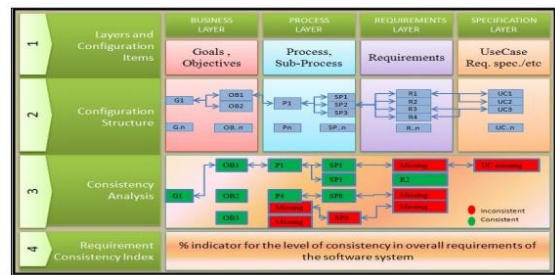 BUSINESS LAYER
PROCESS LAYER
REQUIREMENTS LAYER
SPECIFICATION LAYER
1
Layers and Configuration Items
Goals , Objectives
Process, Sub-Process
Requirements
UseCase Req. spec./etc
2
Configuration Structure
G1
OB1
OB2
P1
SP1
SP2
SP3
R1
R2
R3
R4
UC1
UC2
UC3
G.n
OB..n
Pn
SP..n
R..n
UC..n
3
Consistency Analysis
OB1
P1
SP1
Missing
UC missing
SP1
R2
G1
OB2
P4
SP8
Missing
Missing
OB3
Missing
SP9
Missing
Inconsistent
Consistent
4
Requirement Consistency Index
% indicator for the level of consistency in overall requirements of
the software system